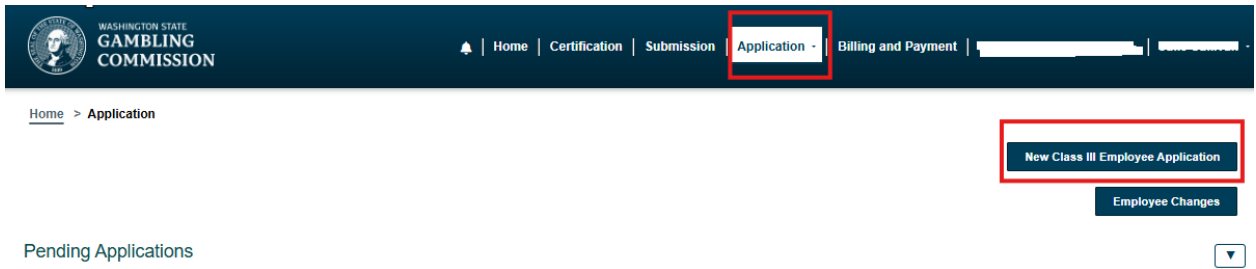 WASHINGTON STATE
GAMBLING
COMMISSION
Home | Certification | Submission | Application | Billing and Payment |
Home > Application
New Class III Employee Application
Employee Changes
Pending Applications